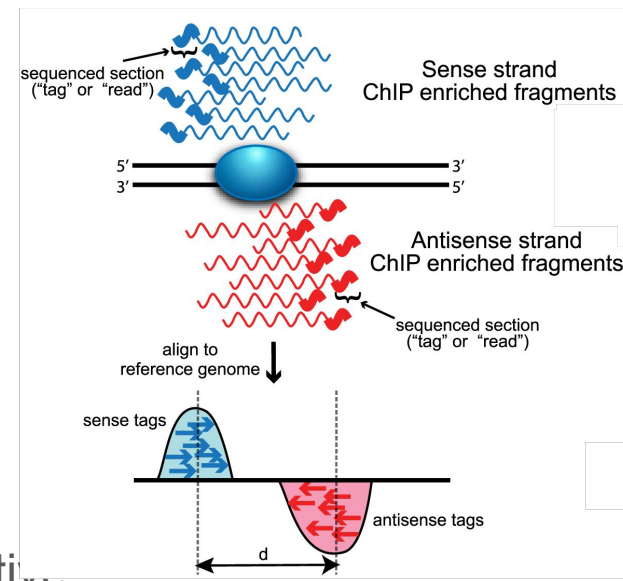 sequenced section
("tag" or "read")
Sense strand
ChIP enriched fragments
5' 3'
3' 5'
Antisense strand
ChIP enriched fragments
sequenced section
("tag" or "read")
align to
reference genome
sense tags
antisense tags
d